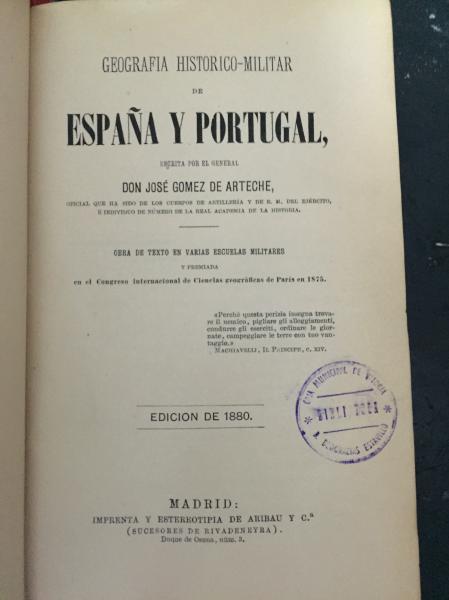 GEOGRAFIA HISTORICO-MILITAR
DE
ESPAÑA Y PORTUGAL,
ESCRITA POR EL GENERAL
DON JOSÉ GOMEZ DE ARTECHE,
OFICIAL QUE HA SIDO DE LOS CUERPOS DE ARTILLERÍA Y DE E. M. DEL EJÉRCITO,
É INDIVIDUO DE NÚMERO DE LA REAL ACADEMIA DE LA HISTORIA.
OBRA DE TEXTO EN VARIAS ESCUELAS MILITARES
Y PREMIADA
en el Congreso internacional de Ciencias geográficas de París en 1875.
«Perchè questa perizia insegna trova-
re il nemico, pigliare gli alloggiamenti,
condurre gli eserciti, ordinare le gior-
nate, campeggiare le terre con tuo van-
taggio.»
MACHIAVELLI, IL PRINCIPE, C. XIV.
EDICION DE 1880.
MUNICIPAL DE
MADRID:
IMPRENTA Y ESTEREOTIPIA DE ARIBAU Y C.ª
(SUCESORES DE RIVADENEYRA).
Duque de Osuna, núm. 3.